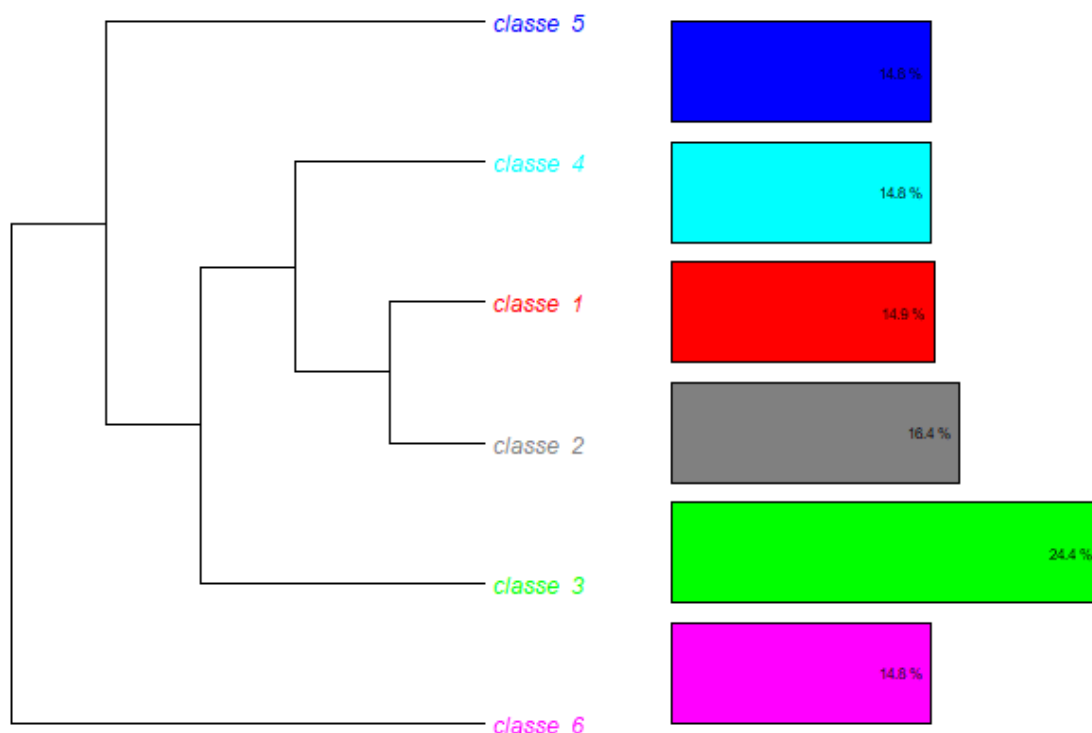 classe 5
14.8 %
classe 4
14.8 %
classe 1
14.9 %
classe 2
16.4 %
classe 3
24.4 %
classe 6
14.8 %